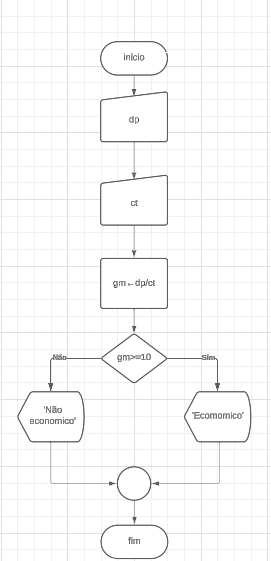 início
dp
ct
gm←dp/ct
gm>=10
Não
Sim
'Não
economico'
'Ecomomico'
fim